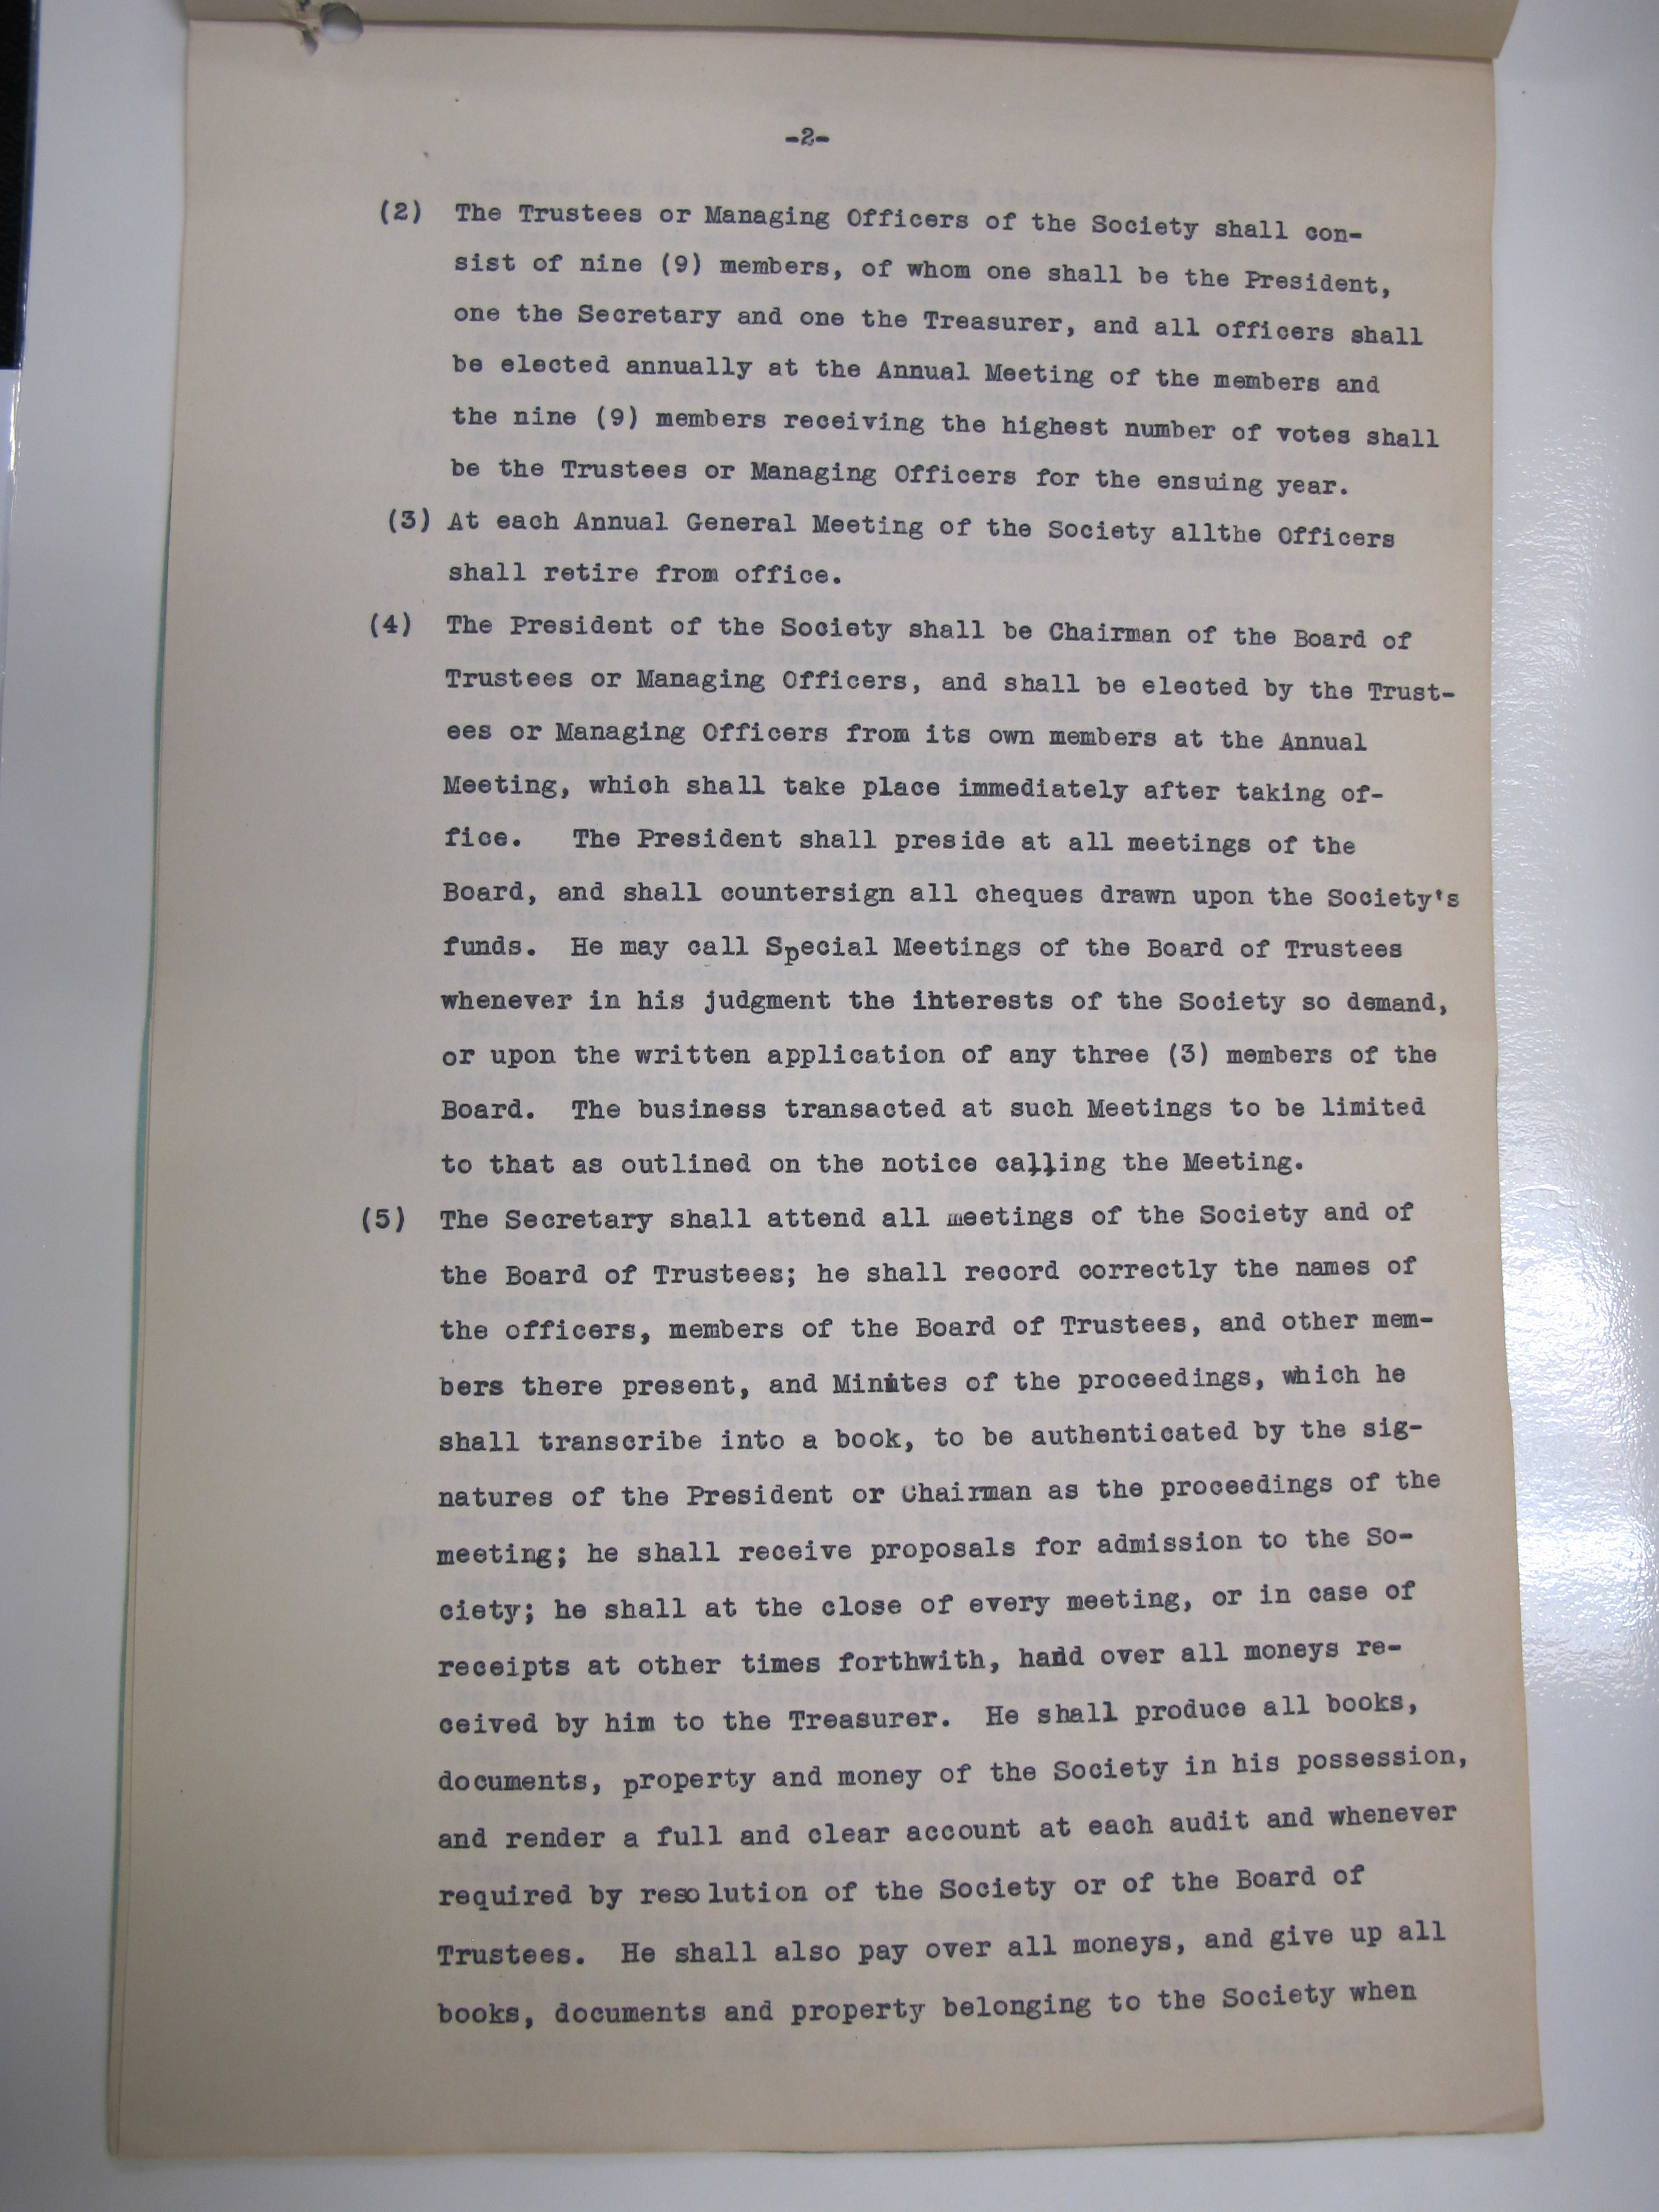 -2-
(2) The Trustees or Managing Officers of the Society shall con-
sist of nine (9) members, of whom one shall be the President,
one the Secretary and one the Treasurer, and all officers shall
be elected annually at the Annual Meeting of the members and
the nine (9) members receiving the highest number of votes shall
be the Trustees or Managing Officers for the ensuing year.
(3) At each Annual General Meeting of the Society allthe Officers
shall retire from office.
(4) The President of the Society shall be Chairman of the Board of
Trustees or Managing Officers, and shall be elected by the Trust-
ees or Managing Officers from its own members at the Annual
Meeting, which shall take place immediately after taking of-
fice. The President shall preside at all meetings of the
Board, and shall countersign all cheques drawn upon the Society's
funds. He may call Special Meetings of the Board of Trustees
whenever in his judgment the interests of the Society so demand,
or upon the written application of any three (3) members of the
Board. The business transacted at such Meetings to be limited
to that as outlined on the notice calling the Meeting.
(5) The Secretary shall attend all meetings of the Society and of
the Board of Trustees; he shall record correctly the names of
the officers, members of the Board of Trustees, and other mem-
bers there present, and Minutes of the proceedings, which he
shall transcribe into a book, to be authenticated by the sig-
natures of the President or Chairman as the proceedings of the
meeting; he shall receive proposals for admission to the So-
ciety; he shall at the close of every meeting, or in case of
receipts at other times forthwith, hand over all moneys re-
ceived by him to the Treasurer. He shall produce all books,
documents, property and money of the Society in his possession,
and render a full and clear account at each audit and whenever
required by resolution of the Society or of the Board of
Trustees. He shall also pay over all moneys, and give up all
books, documents and property belonging to the Society when